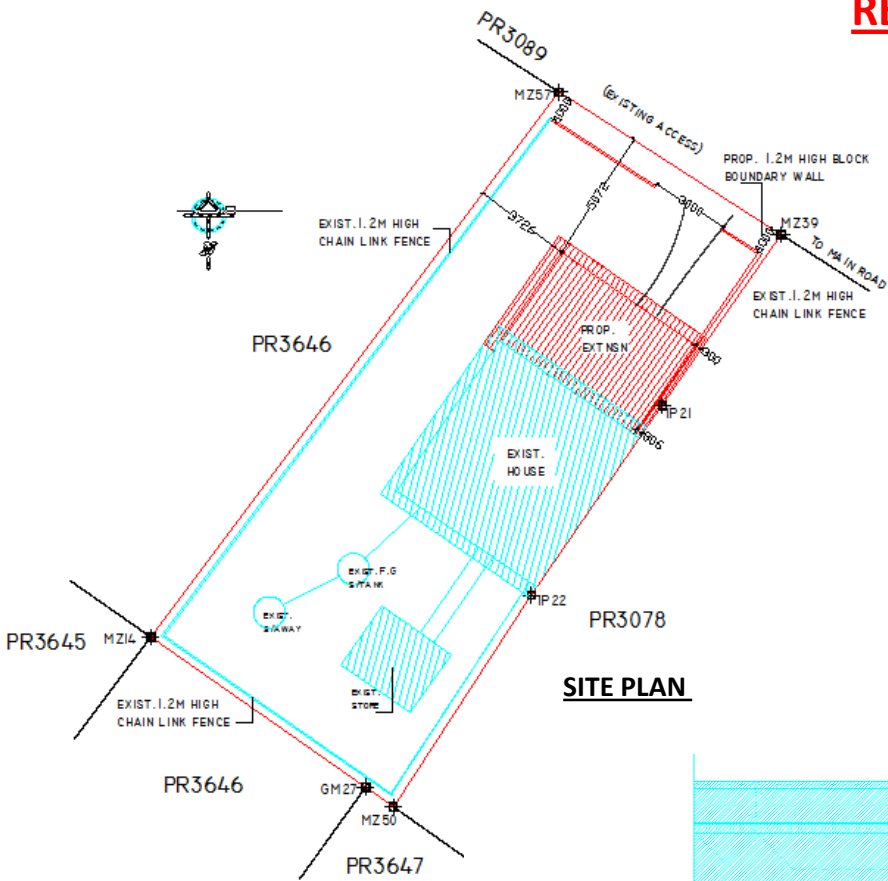 RE
PR3089
MZ57
(EXISTING ACCESS)
1000
PROP. 1.2M HIGH BLOCK
BOUNDARY WALL
5072
3000
MZ39
1000
TO MAIN ROAD
EXIST.1.2M HIGH
CHAIN LINK FENCE
9726
EXIST.1.2M HIGH
CHAIN LINK FENCE
PROP.
EXTNSN
PR3646
IP21
EXIST.
HOUSE
EXIST.F.G
S/TANK
IP22
EXIST.
S/AWAY
PR3078
PR3645
MZ14
EXIST.
STORE
SITE PLAN
EXIST.1.2M HIGH
CHAIN LINK FENCE
PR3646
GM27
MZ50
PR3647